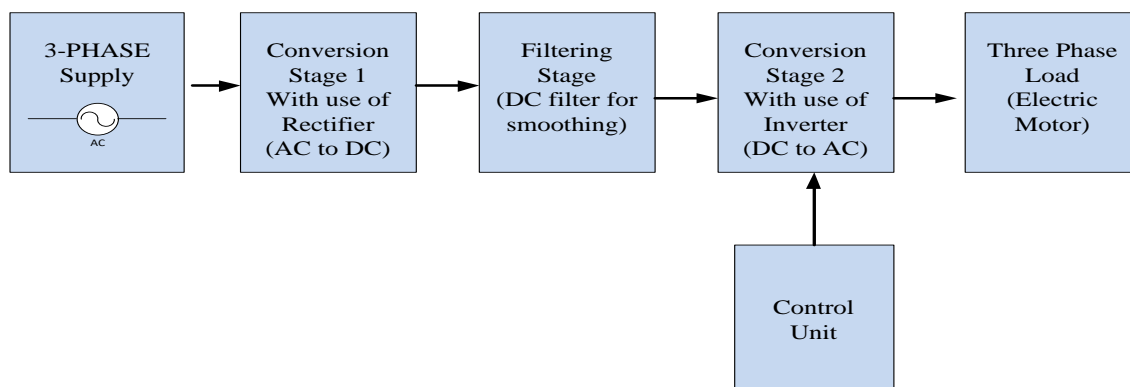 3-PHASE
Supply
AC
Conversion
Stage 1
With use of
Rectifier
(AC to DC)
Filtering
Stage
(DC filter for
smoothing)
Conversion
Stage 2
With use of
Inverter
(DC to AC)
Three Phase
Load
(Electric
Motor)
Control
Unit